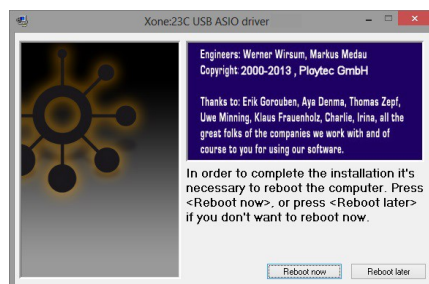 Xone:23C USB ASIO driver
Engineers: Werner Wirsum, Markus Medau
Copyright 2000-2013 , Ploytec GmbH
Thanks to: Erik Gorouben, Aya Denma, Thomas Zepf,
Uwe Minning, Klaus Frauenholz, Charlie, Irina, all the
great folks of the companies we work with and of
course to you for using our software.
In order to complete the installation it's
necessary to reboot the computer. Press
<Reboot now>, or press <Reboot later>
if you don't want to reboot now.
Reboot now
Reboot later